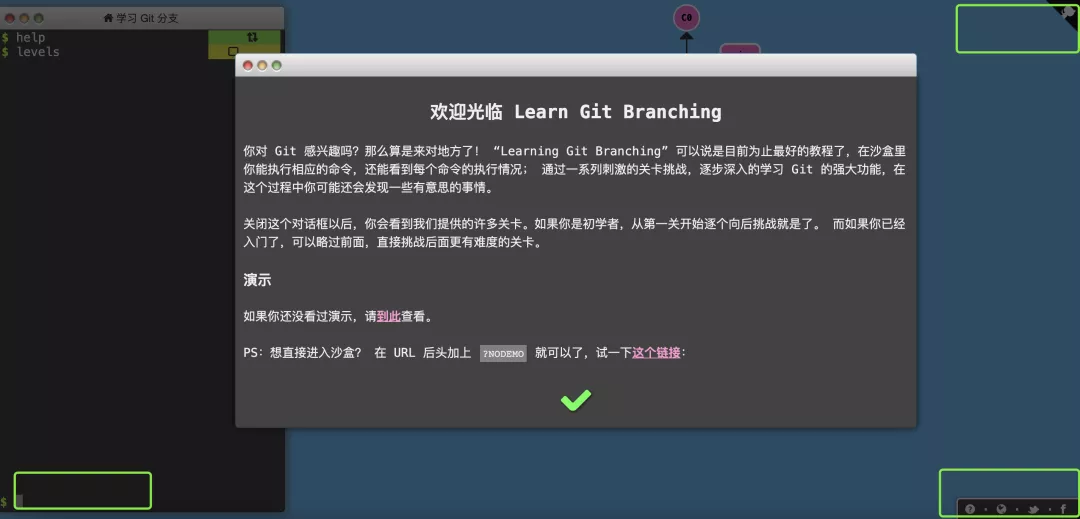 学习 Git 分支
$ help
$ levels
C0
欢迎光临 Learn Git Branching
你对 Git 感兴趣吗？那么算是来对地方了！ “Learning Git Branching” 可以说是目前为止最好的教程了，在沙盒里
你能执行相应的命令，还能看到每个命令的执行情况； 通过一系列刺激的关卡挑战，逐步深入的学习 Git 的强大功能，在
这个过程中你可能还会发现一些有意思的事情。
关闭这个对话框以后，你会看到我们提供的许多关卡。如果你是初学者，从第一关开始逐个向后挑战就是了。 而如果你已经
入门了，可以略过前面，直接挑战后面更有难度的关卡。
演示
如果你还没看过演示，请到此查看。
PS：想直接进入沙盒？ 在 URL 后头加上 ?NODEMO 就可以了，试一下这个链接：
$